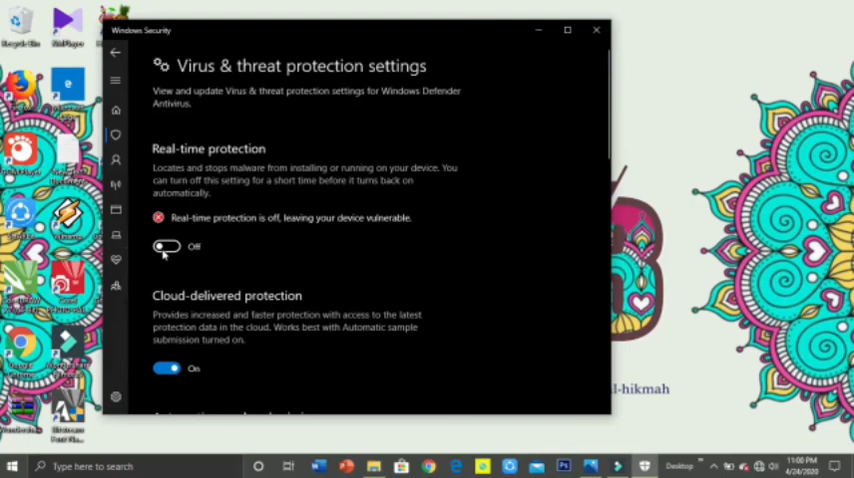 Windows Security
Virus & threat protection settings
View and update Virus & threat protection settings for Windows Defender
Antivirus.
Real-time protection
Locates and stops malware from installing or running on your device. You
can turn off this setting for a short time before it turns back on
automatically.
Real-time protection is off, leaving your device vulnerable.
Off
Cloud-delivered protection
Provides increased and faster protection with access to the latest
protection data in the cloud. Works best with Automatic sample
submission turned on.
On
Recycle Bin
KMPlayer
l-hikmah
Type here to search
Desktop
11:00 PM
4/24/2020